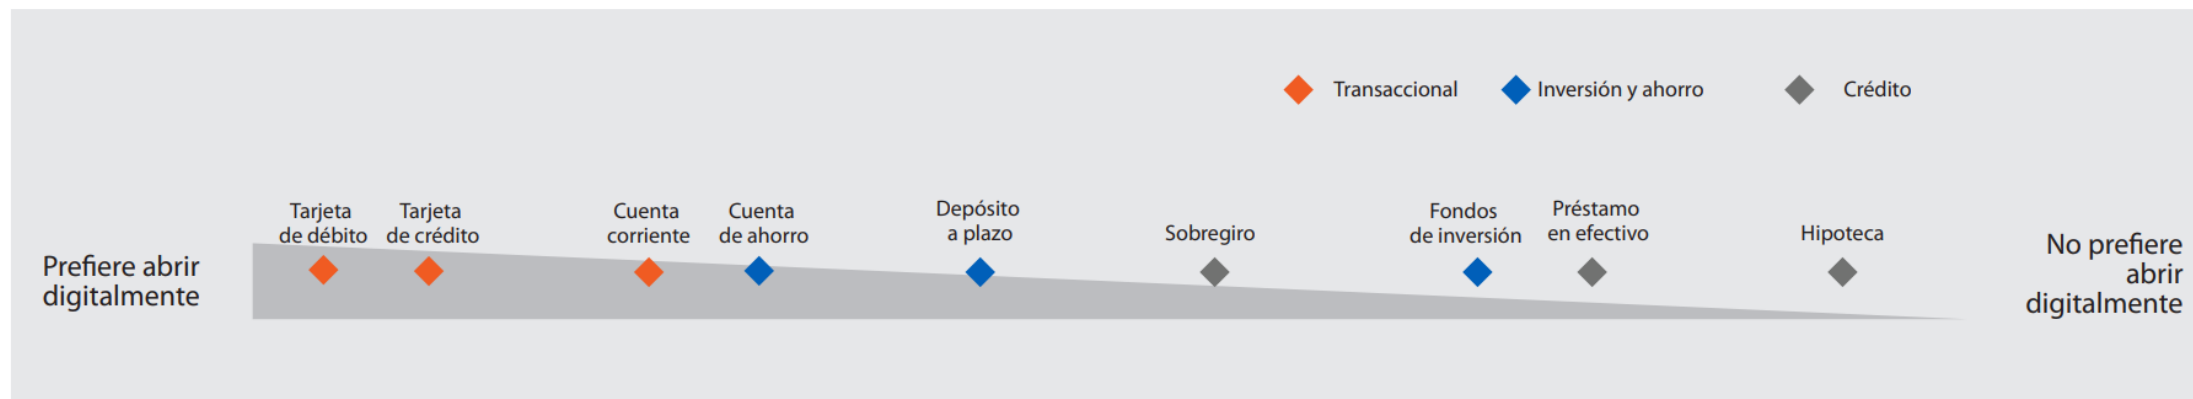 Transaccional
Inversión y ahorro
Crédito
Prefiere abrir
digitalmente
Tarjeta
de débito
Tarjeta
de crédito
Cuenta
corriente
Cuenta
de ahorro
Depósito
a plazo
Sobregiro
Fondos
de inversión
Préstamo
en efectivo
Hipoteca
No prefiere
abrir
digitalmente